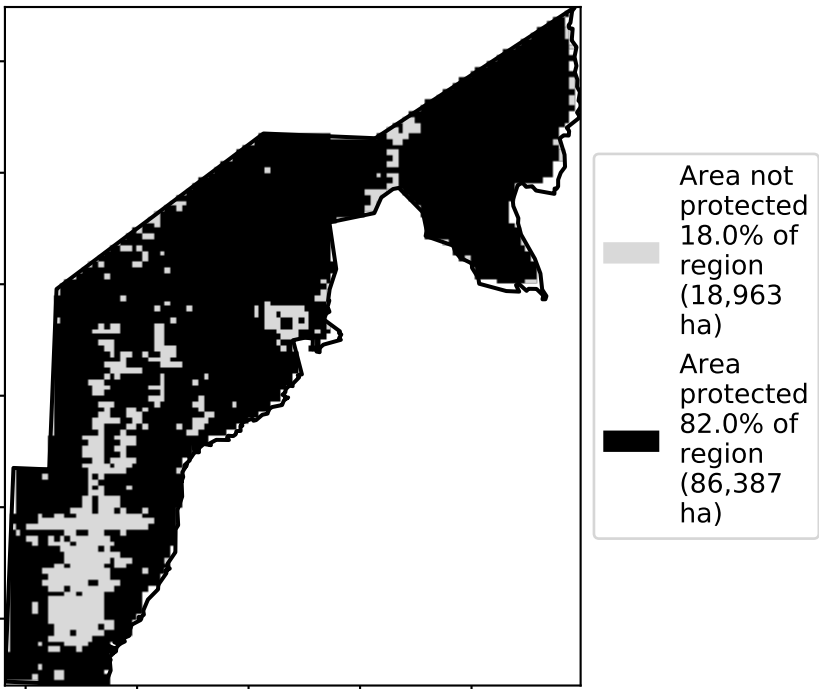 Area not
protected
18.0% of
region
(18,963
ha)
Area
protected
82.0% of
region
(86,387
ha)